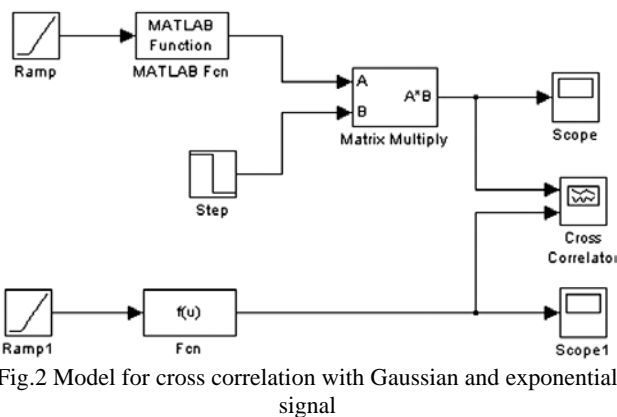 MATLAB
Function
Ramp
MATLAB Fcn
A
B
A*B
Matrix Multiply
Scope
Step
Cross
Correlator
f(u)
Ramp1
Fcn
Scope1
Fig.2 Model for cross correlation with Gaussian and exponential
signal